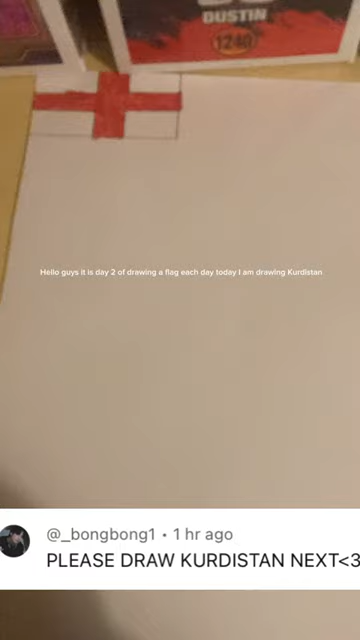 DUSTIN
1240
Hello guys it is day 2 of drawing a flag each day today I am drawing Kurdistan
@_bongbong1 • 1 hr ago
PLEASE DRAW KURDISTAN NEXT<3